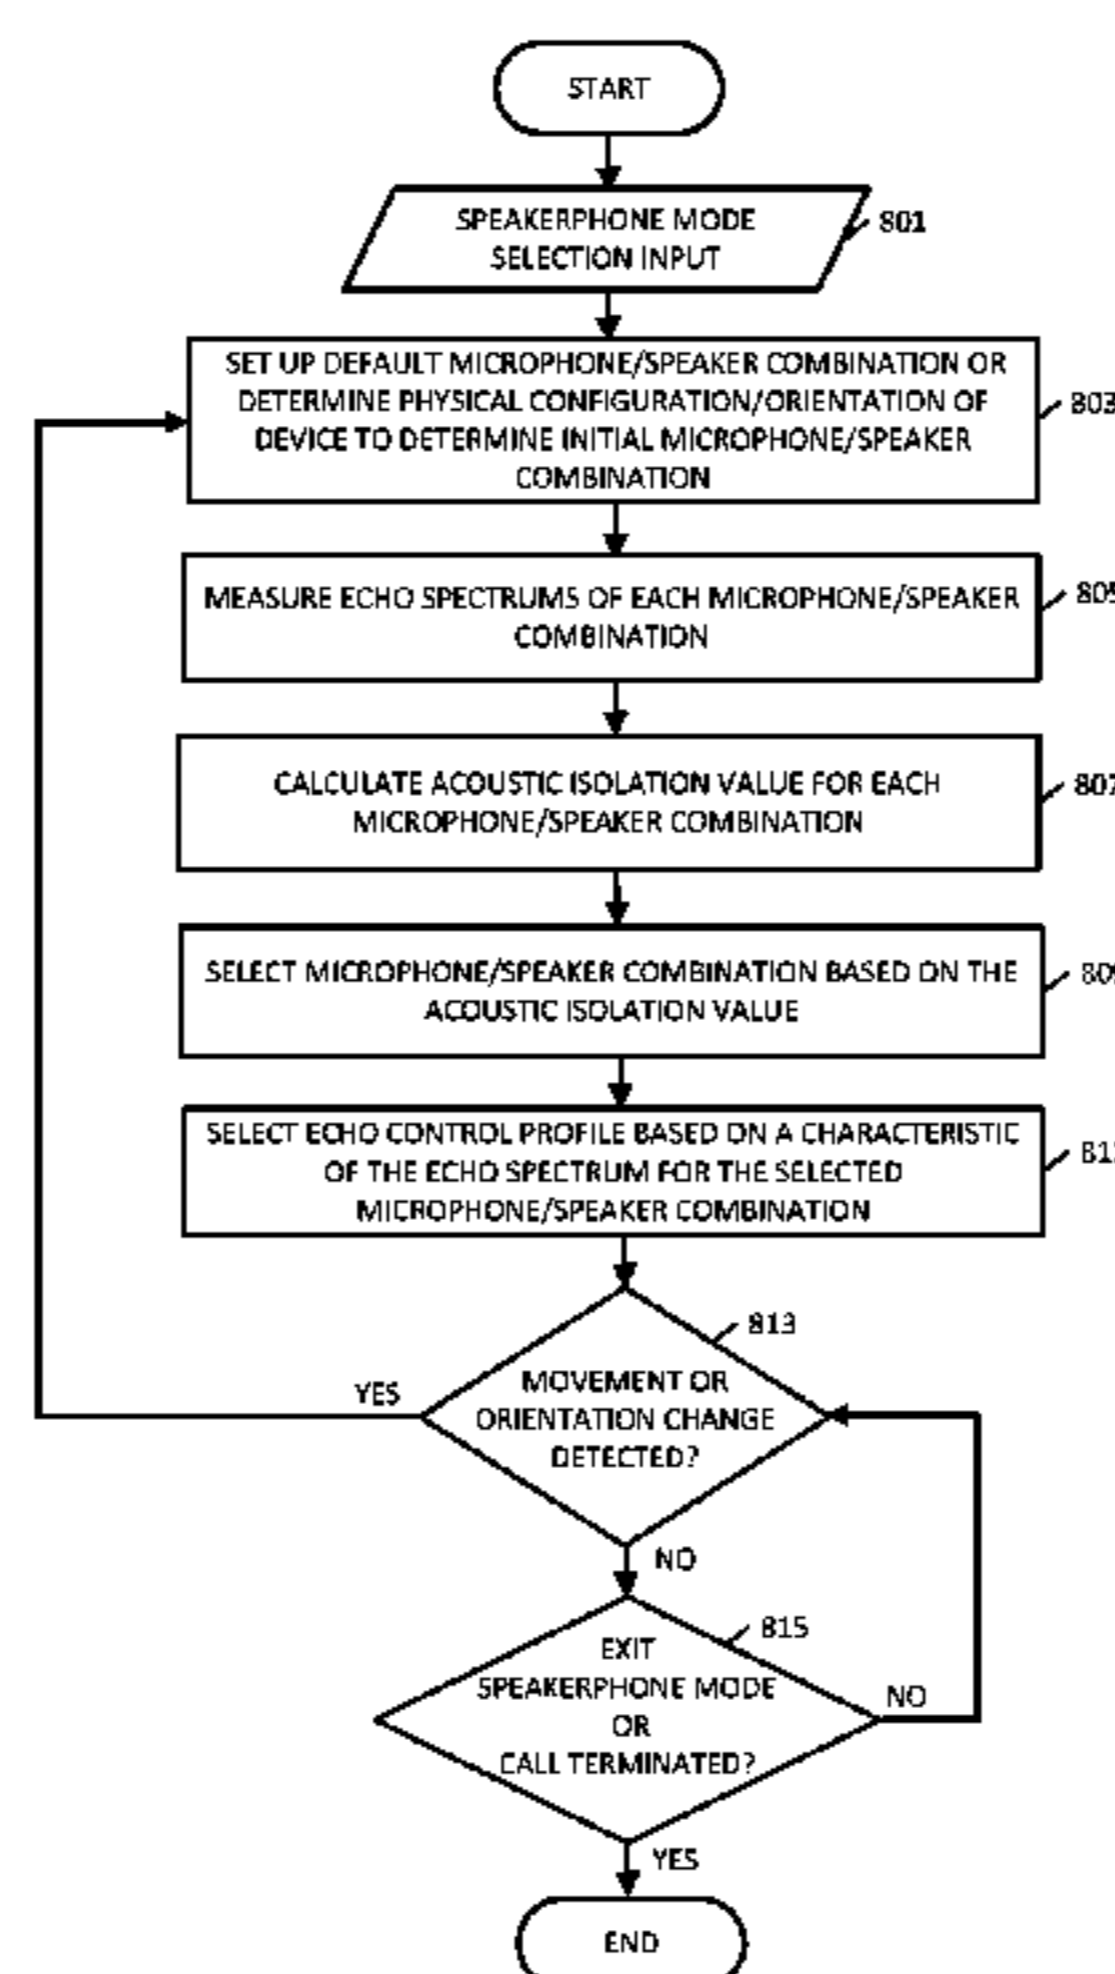 START
SPEAKERPHONE MODE
SELECTION INPUT
801
SET UP DEFAULT MICROPHONE/SPEAKER COMBINATION OR
DETERMINE PHYSICAL CONFIGURATION/ORIENTATION OF
DEVICE TO DETERMINE INITIAL MICROPHONE/SPEAKER
COMBINATION
803
MEASURE ECHO SPECTRUMS OF EACH MICROPHONE/SPEAKER
COMBINATION
805
CALCULATE ACOUSTIC ISOLATION VALUE FOR EACH
MICROPHONE/SPEAKER COMBINATION
807
SELECT MICROPHONE/SPEAKER COMBINATION BASED ON THE
ACOUSTIC ISOLATION VALUE
809
SELECT ECHO CONTROL PROFILE BASED ON A CHARACTERISTIC
OF THE ECHO SPECTRUM FOR THE SELECTED
MICROPHONE/SPEAKER COMBINATION
813
MOVEMENT OR
ORIENTATION CHANGE
DETECTED?
YES
NO
815
EXIT
SPEAKERPHONE MODE
OR
CALL TERMINATED?
NO
YES
END